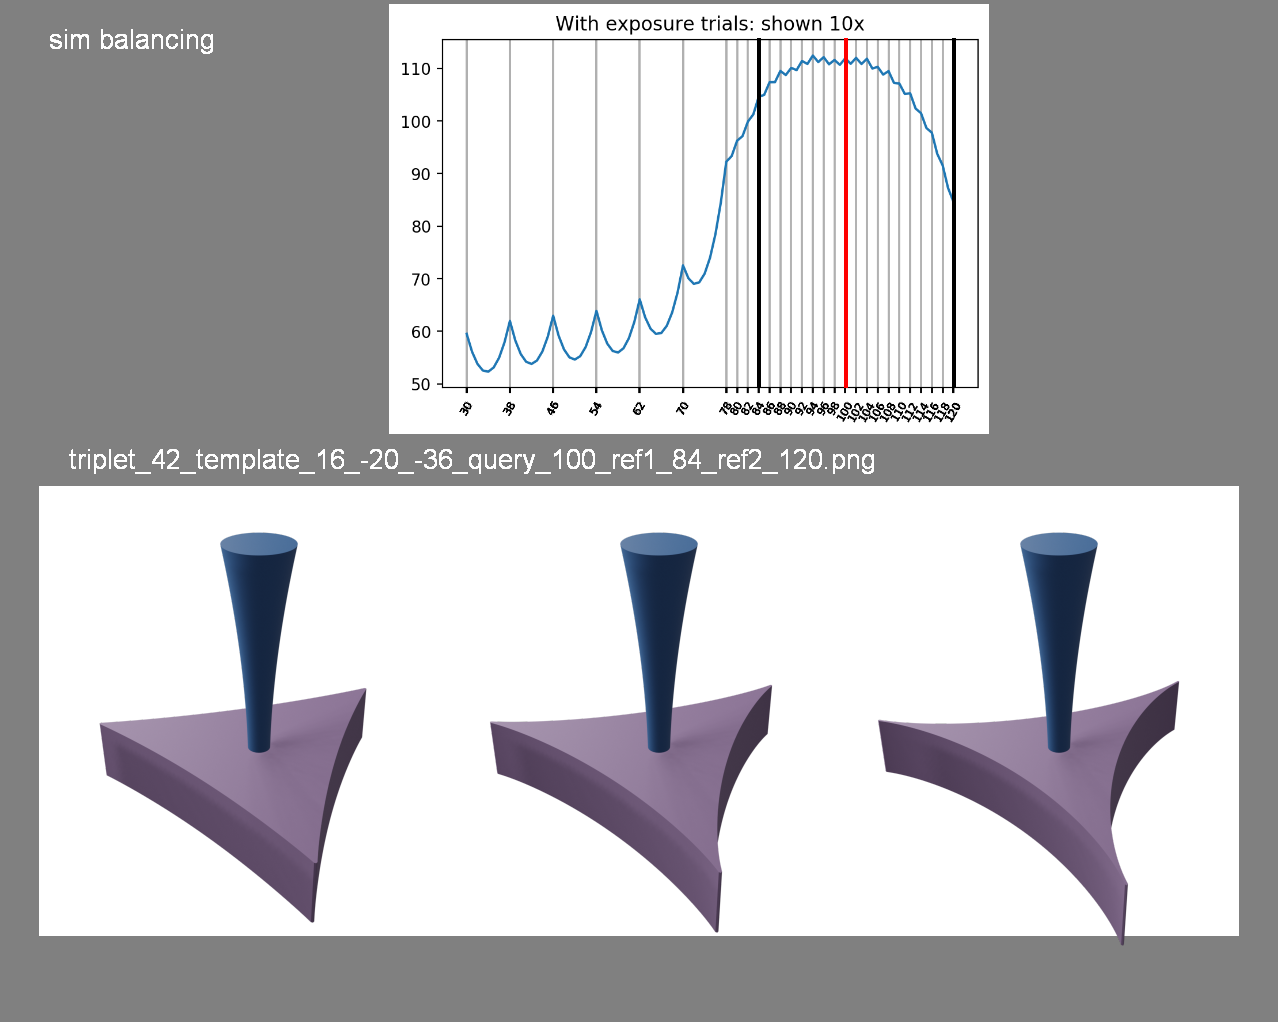 sim balancing
With exposure trials: shown 10x
110
100
90
80
70
60
50
30 38 46 54 62 70 78 80 82 84 86 88 90 92 94 96 98 100 102 104 106 108 110 112 114 116 118 120
triplet_42_template_16_-20_-36_query_100_ref1_84_ref2_120.png